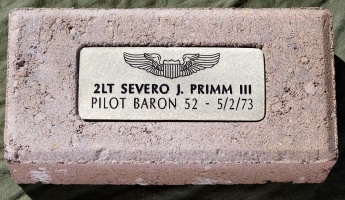 2LT SEVERO J. PRIMM III
PILOT BARON 52 - 5/2/73